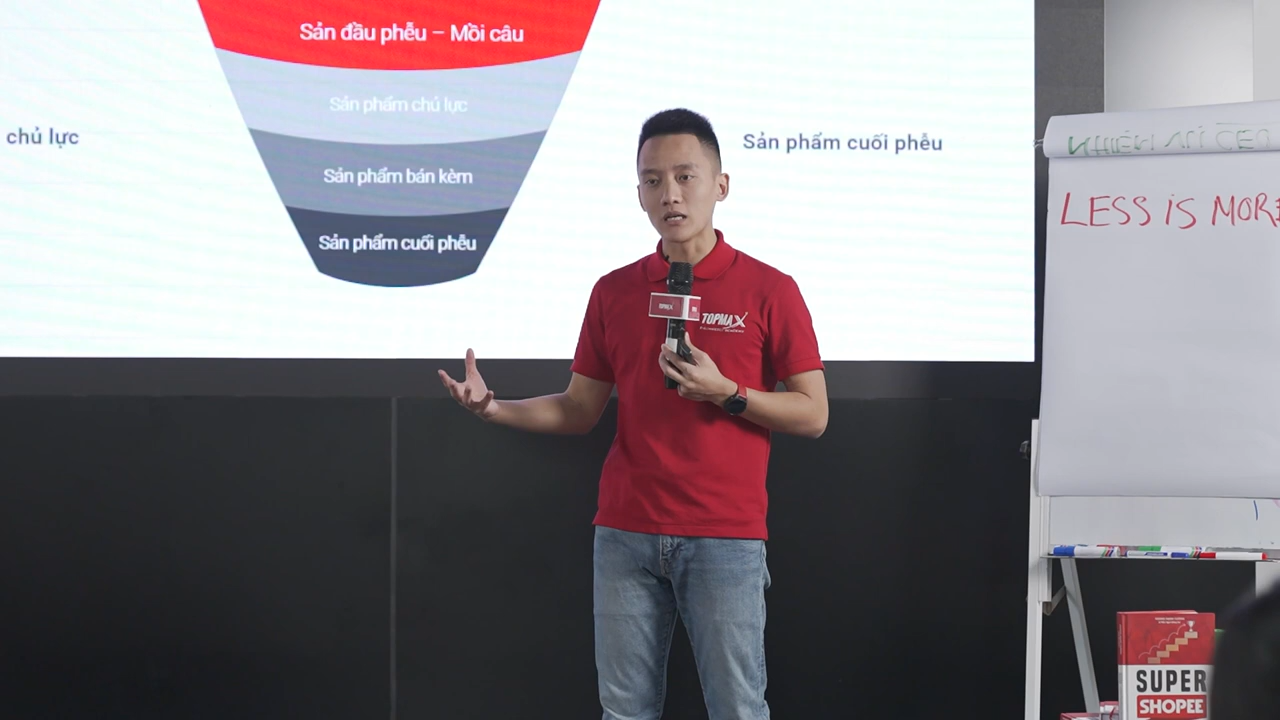 Sản đầu phễu – Mồi câu
Sản phẩm chủ lực
Sản phẩm bán kèm
Sản phẩm cuối phễu
chủ lực
Sản phẩm cuối phễu
LESS IS MORE
TOPMAX
TOPMAX
SUPER
SHOPEE